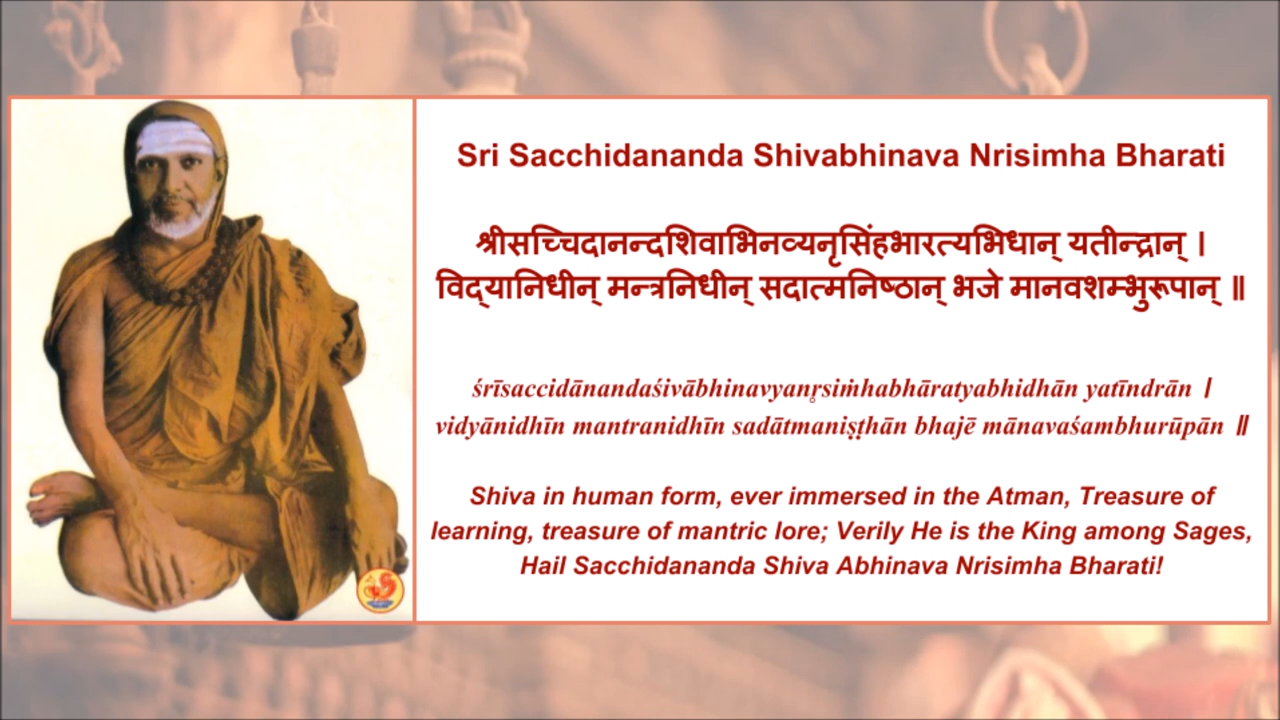 Sri Sacchidananda Shivabhinava Nrisimha Bharati
श्रीसच्चिदानन्दशिवाभिनव्यनृसिंहभारत्यभिधान् यतीन्द्रान् ।
विद्यानिधीन् मन्त्रनिधीन् सदात्मनिष्ठान् भजे मानवशम्भुरूपान् ॥
śrīsaccidānandaśivābhinavyanr̥siṁhabhāratyabhidhān yatīndrān ।
vidyānidhīn mantranidhīn sadātmaniṣṭhān bhajē mānavaśambhurūpān ॥
Shiva in human form, ever immersed in the Atman, Treasure of
learning, treasure of mantric lore; Verily He is the King among Sages,
Hail Sacchidananda Shiva Abhinava Nrisimha Bharati!